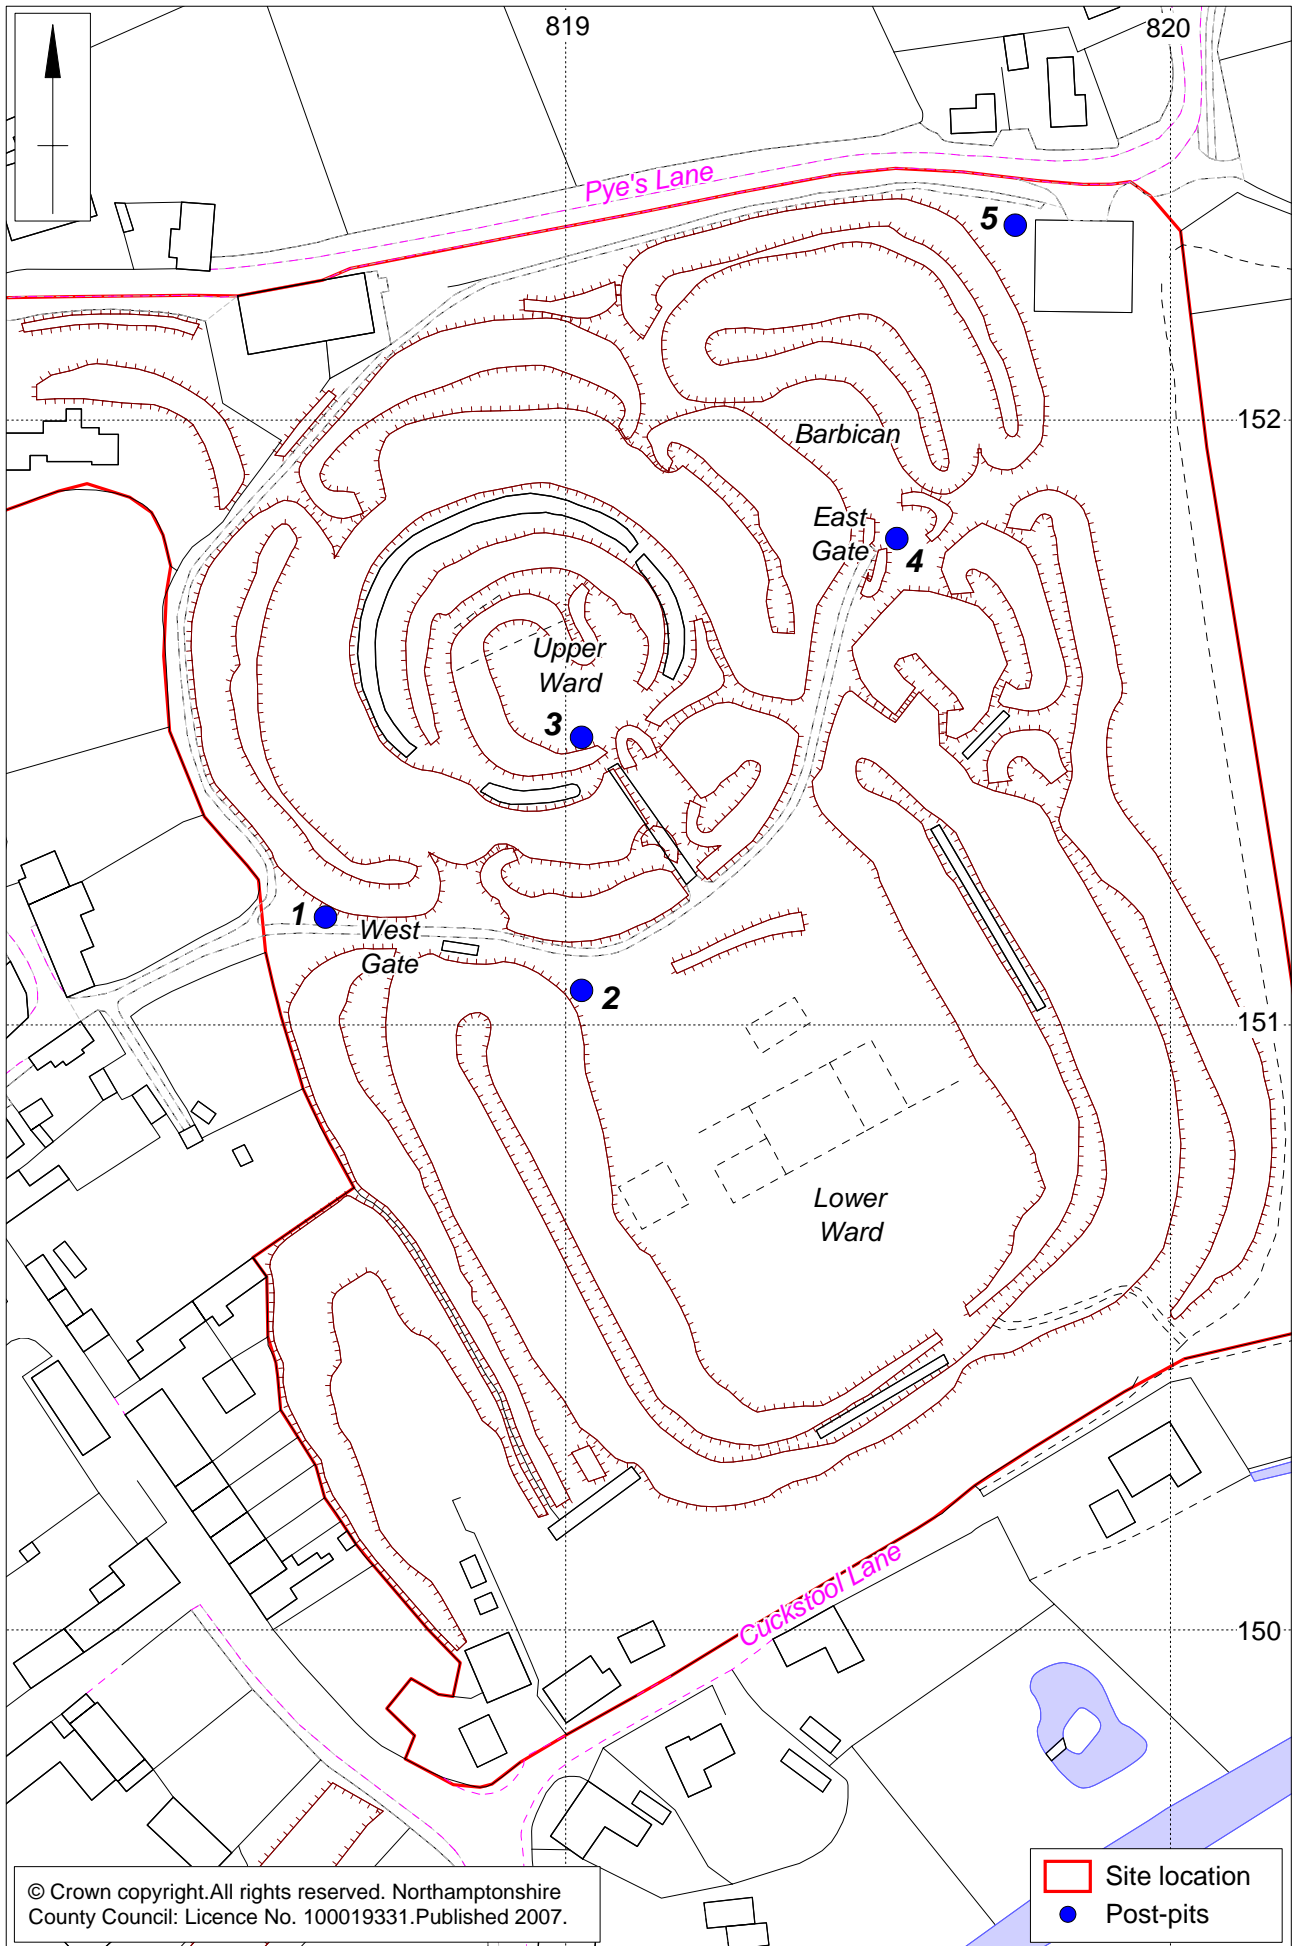 819
820
Pye's Lane
5
152
Barbican
East
Gate
4
Upper
Ward
3
1
West
Gate
2
151
Lower
Ward
Cuckstool Lane
150
© Crown copyright.All rights reserved. Northamptonshire
County Council: Licence No. 100019331.Published 2007.
Site location
Post-pits